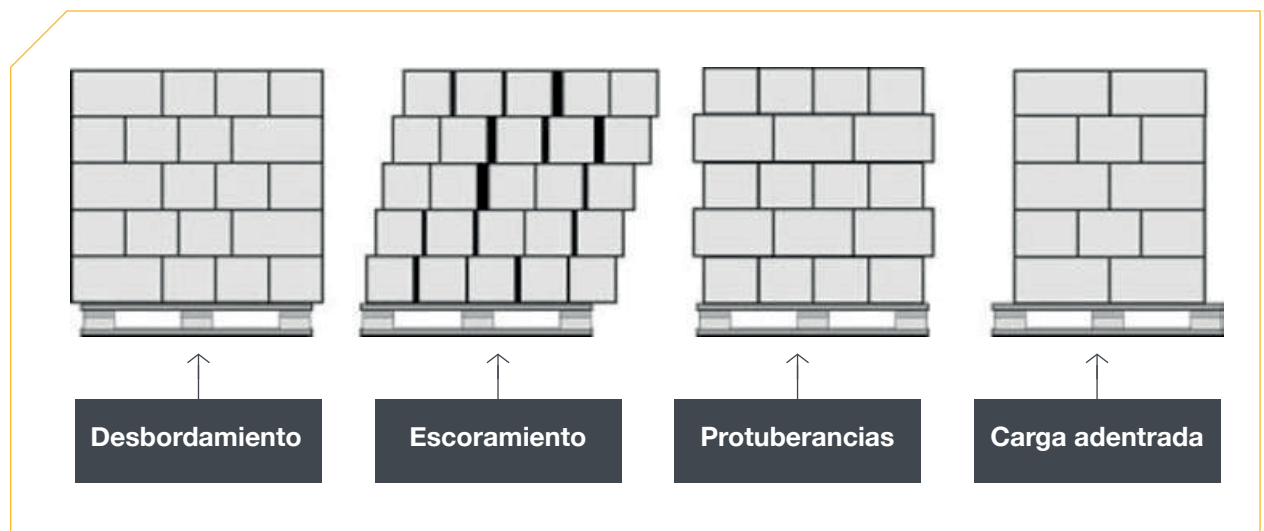 Desbordamiento
Escoramiento
Protuberancias
Carga adentrada